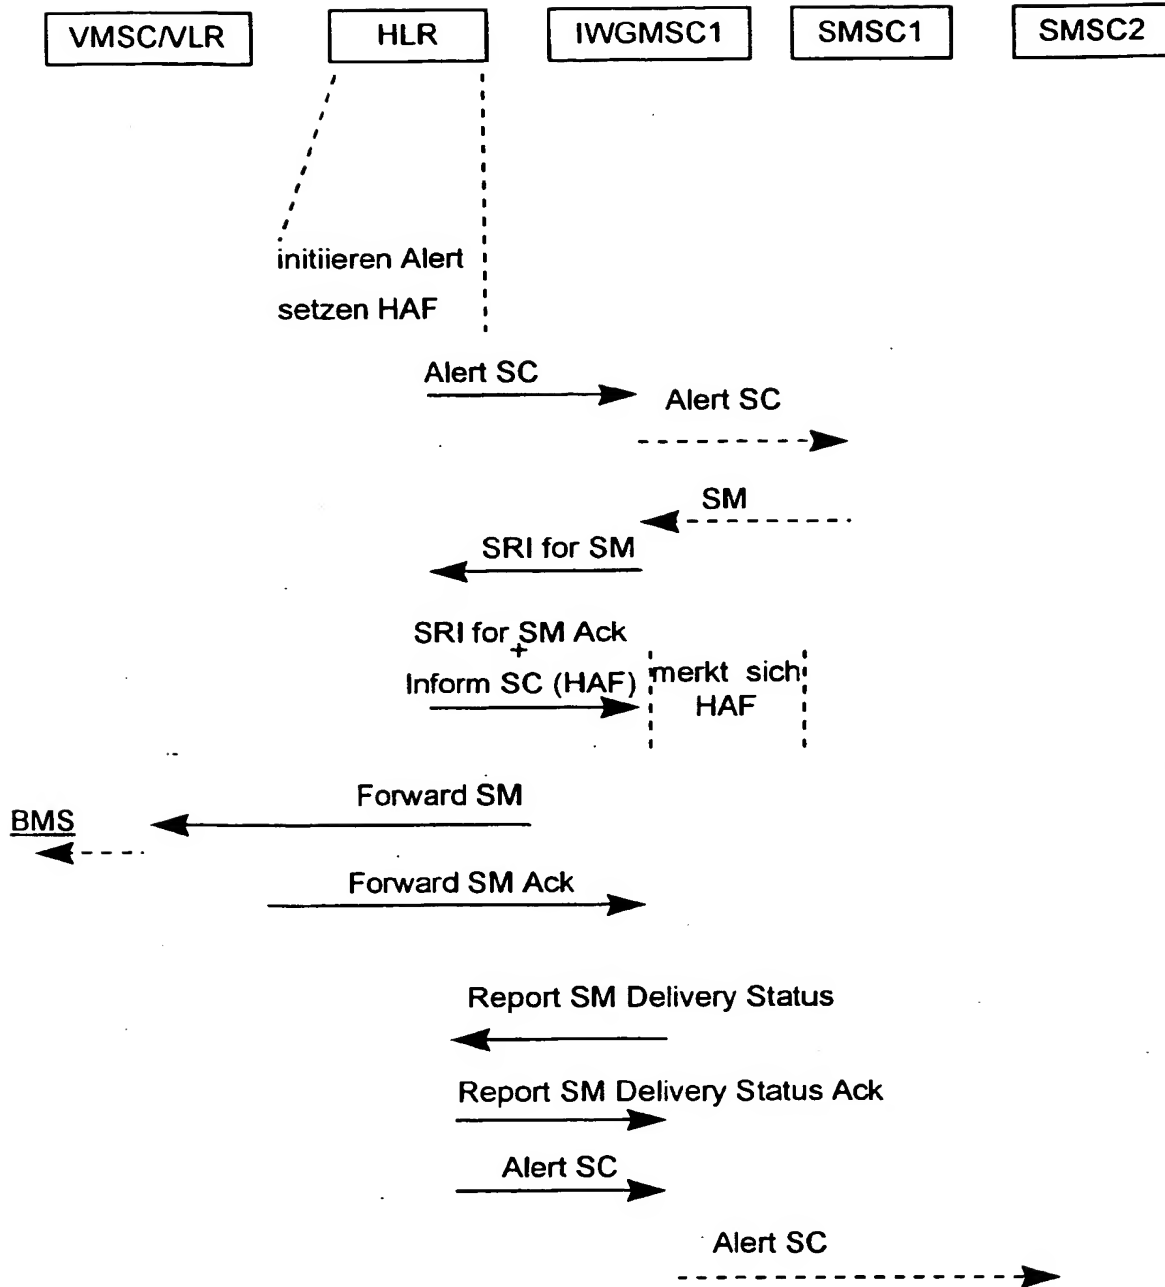 VMSC/VLR HLR IWGMSC1 SMSC1 SMSC2
initiieren Alert
setzen HAF
Alert SC
Alert SC
SM
SRI for SM
SRI for SM Ack
+
Inform SC (HAF)
merkt sich
HAF
Forward SM
BMS
Forward SM Ack
Report SM Delivery Status
Report SM Delivery Status Ack
Alert SC
Alert SC